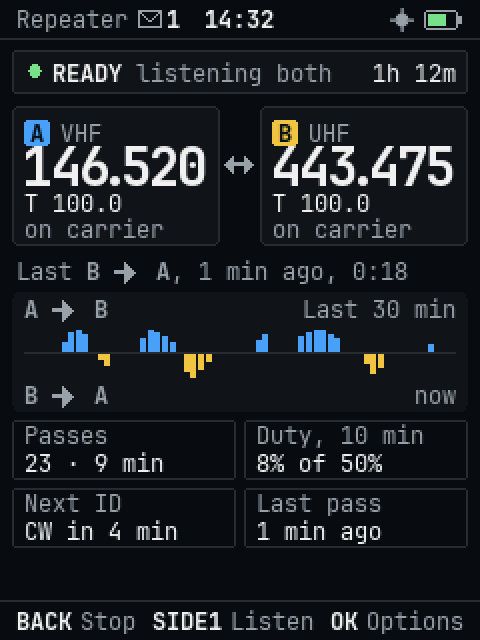 Repeater 1 14:32
READY listening both 1h 12m
A VHF
146.520
T 100.0
on carrier
B UHF
443.475
T 100.0
on carrier
Last B → A, 1 min ago, 0:18
A → B Last 30 min
B → A now
Passes
23 · 9 min
Duty, 10 min
8% of 50%
Next ID
CW in 4 min
Last pass
1 min ago
BACK Stop SIDE1 Listen OK Options